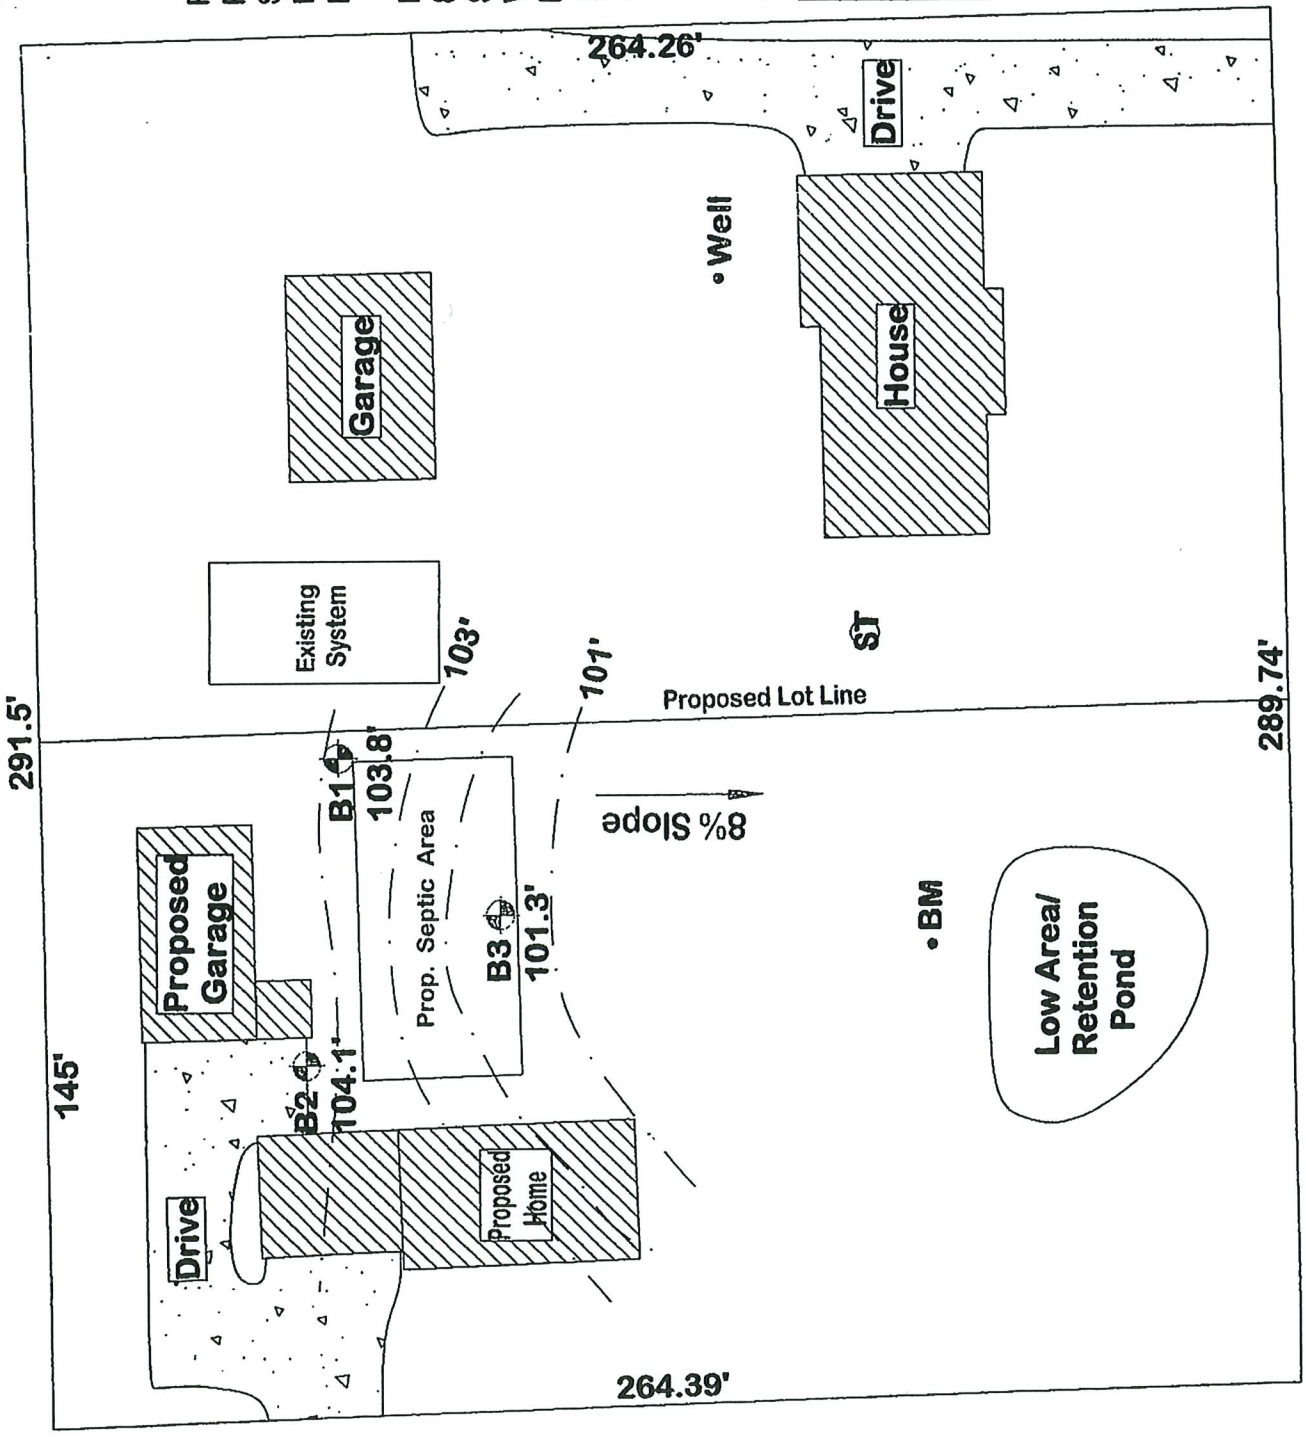 264.26'
Drive
Well
Garage
House
Existing
System
103'
101'
ST
Proposed Lot Line
291.5'
289.74'
B1
103.8'
8% Slope
Prop. Septic Area
Proposed
Garage
B3
101.3'
BM
Low Area/
Retention
Pond
145'
B2
104.1'
Drive
Proposed
Home
264.39'